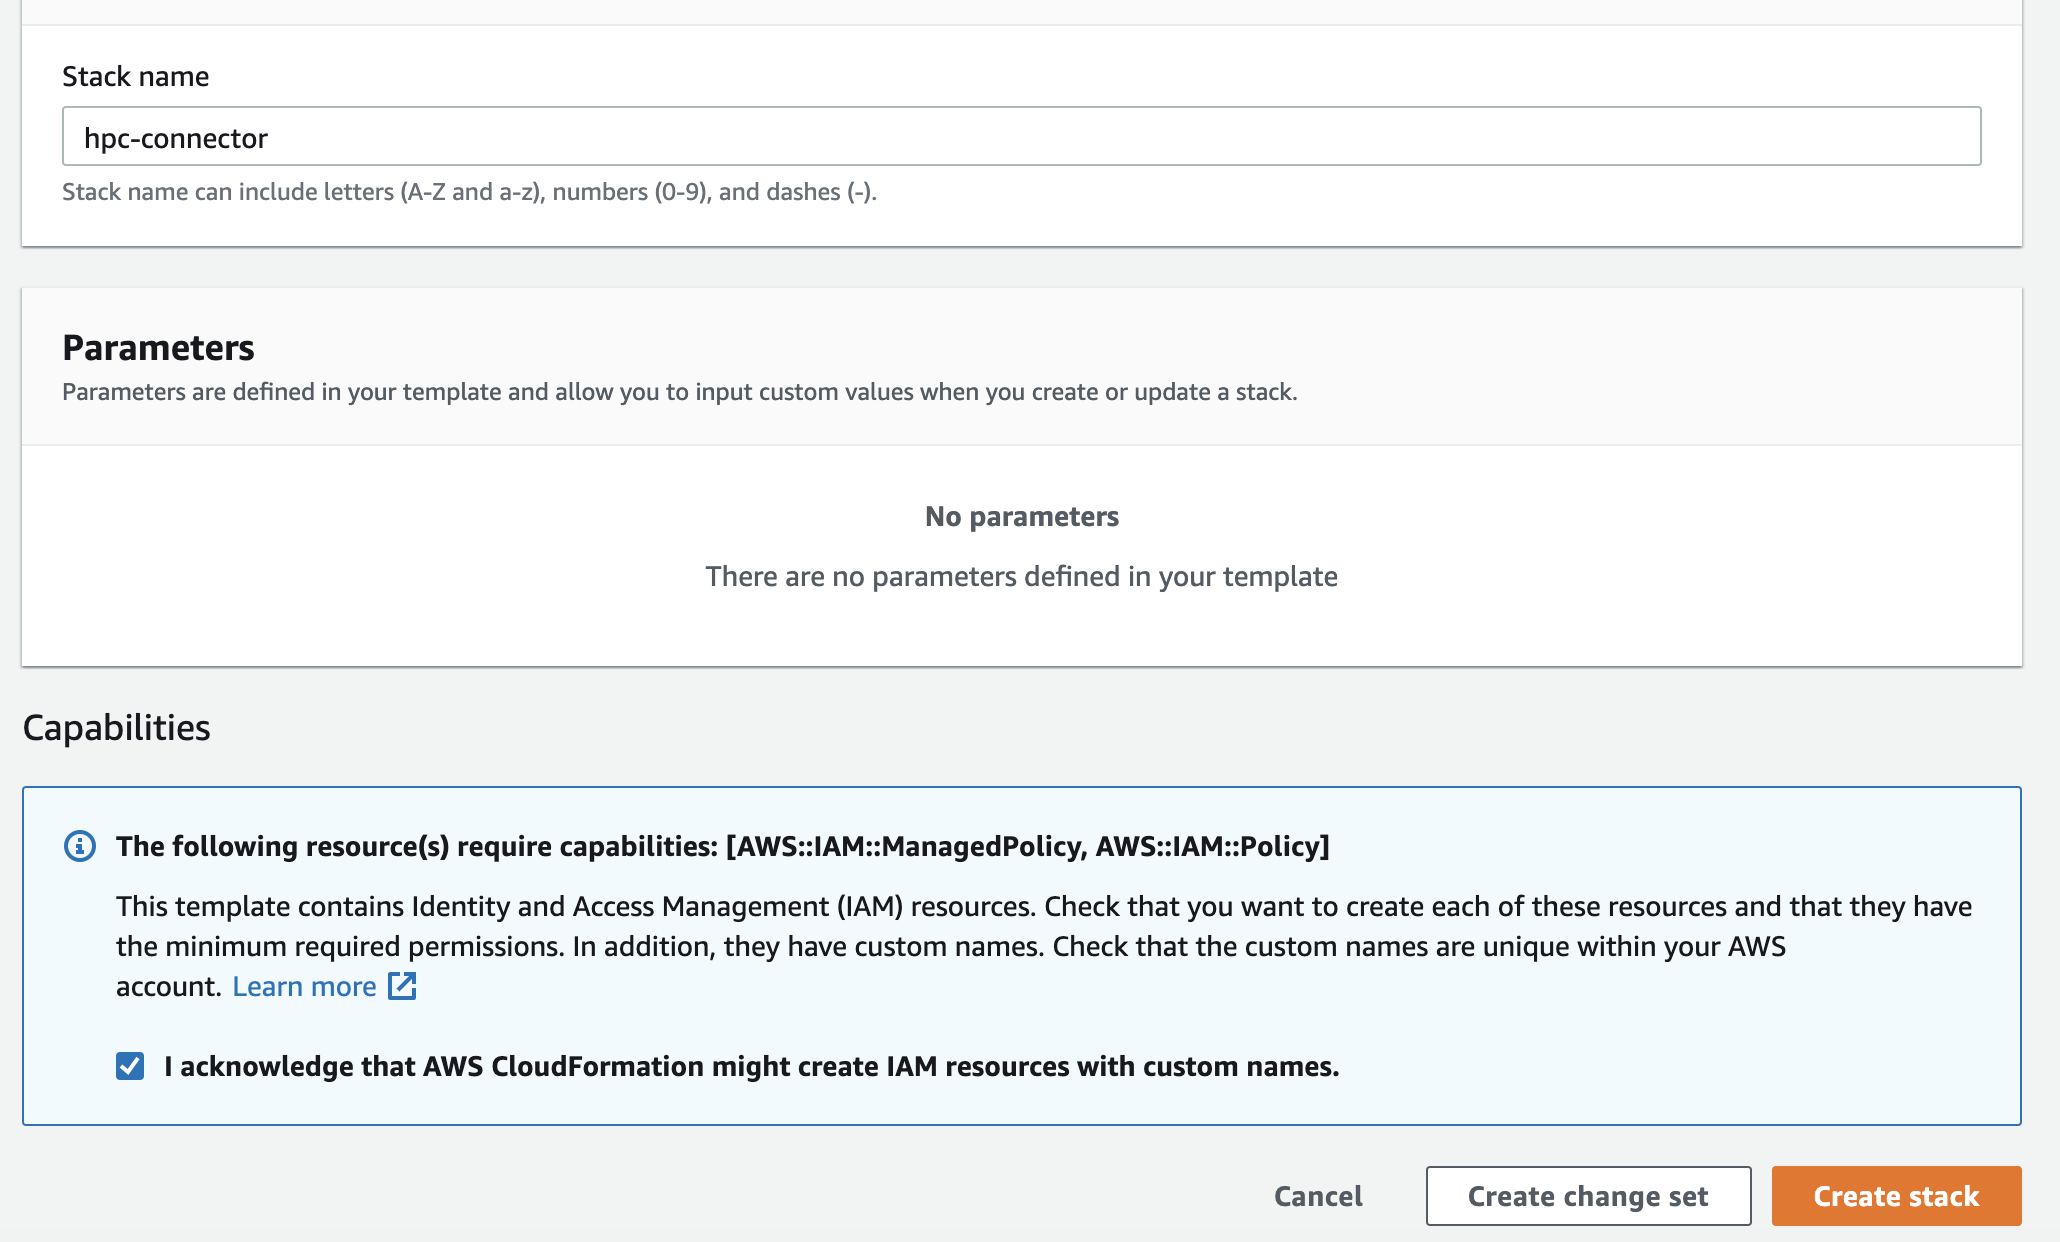 Stack name
hpc-connector
Stack name can include letters (A-Z and a-z), numbers (0-9), and dashes (-).
Parameters
Parameters are defined in your template and allow you to input custom values when you create or update a stack.
No parameters
There are no parameters defined in your template
Capabilities
The following resource(s) require capabilities: [AWS::IAM::ManagedPolicy, AWS::IAM::Policy]
This template contains Identity and Access Management (IAM) resources. Check that you want to create each of these resources and that they have
the minimum required permissions. In addition, they have custom names. Check that the custom names are unique within your AWS
account. Learn more
I acknowledge that AWS CloudFormation might create IAM resources with custom names.
Cancel
Create change set
Create stack